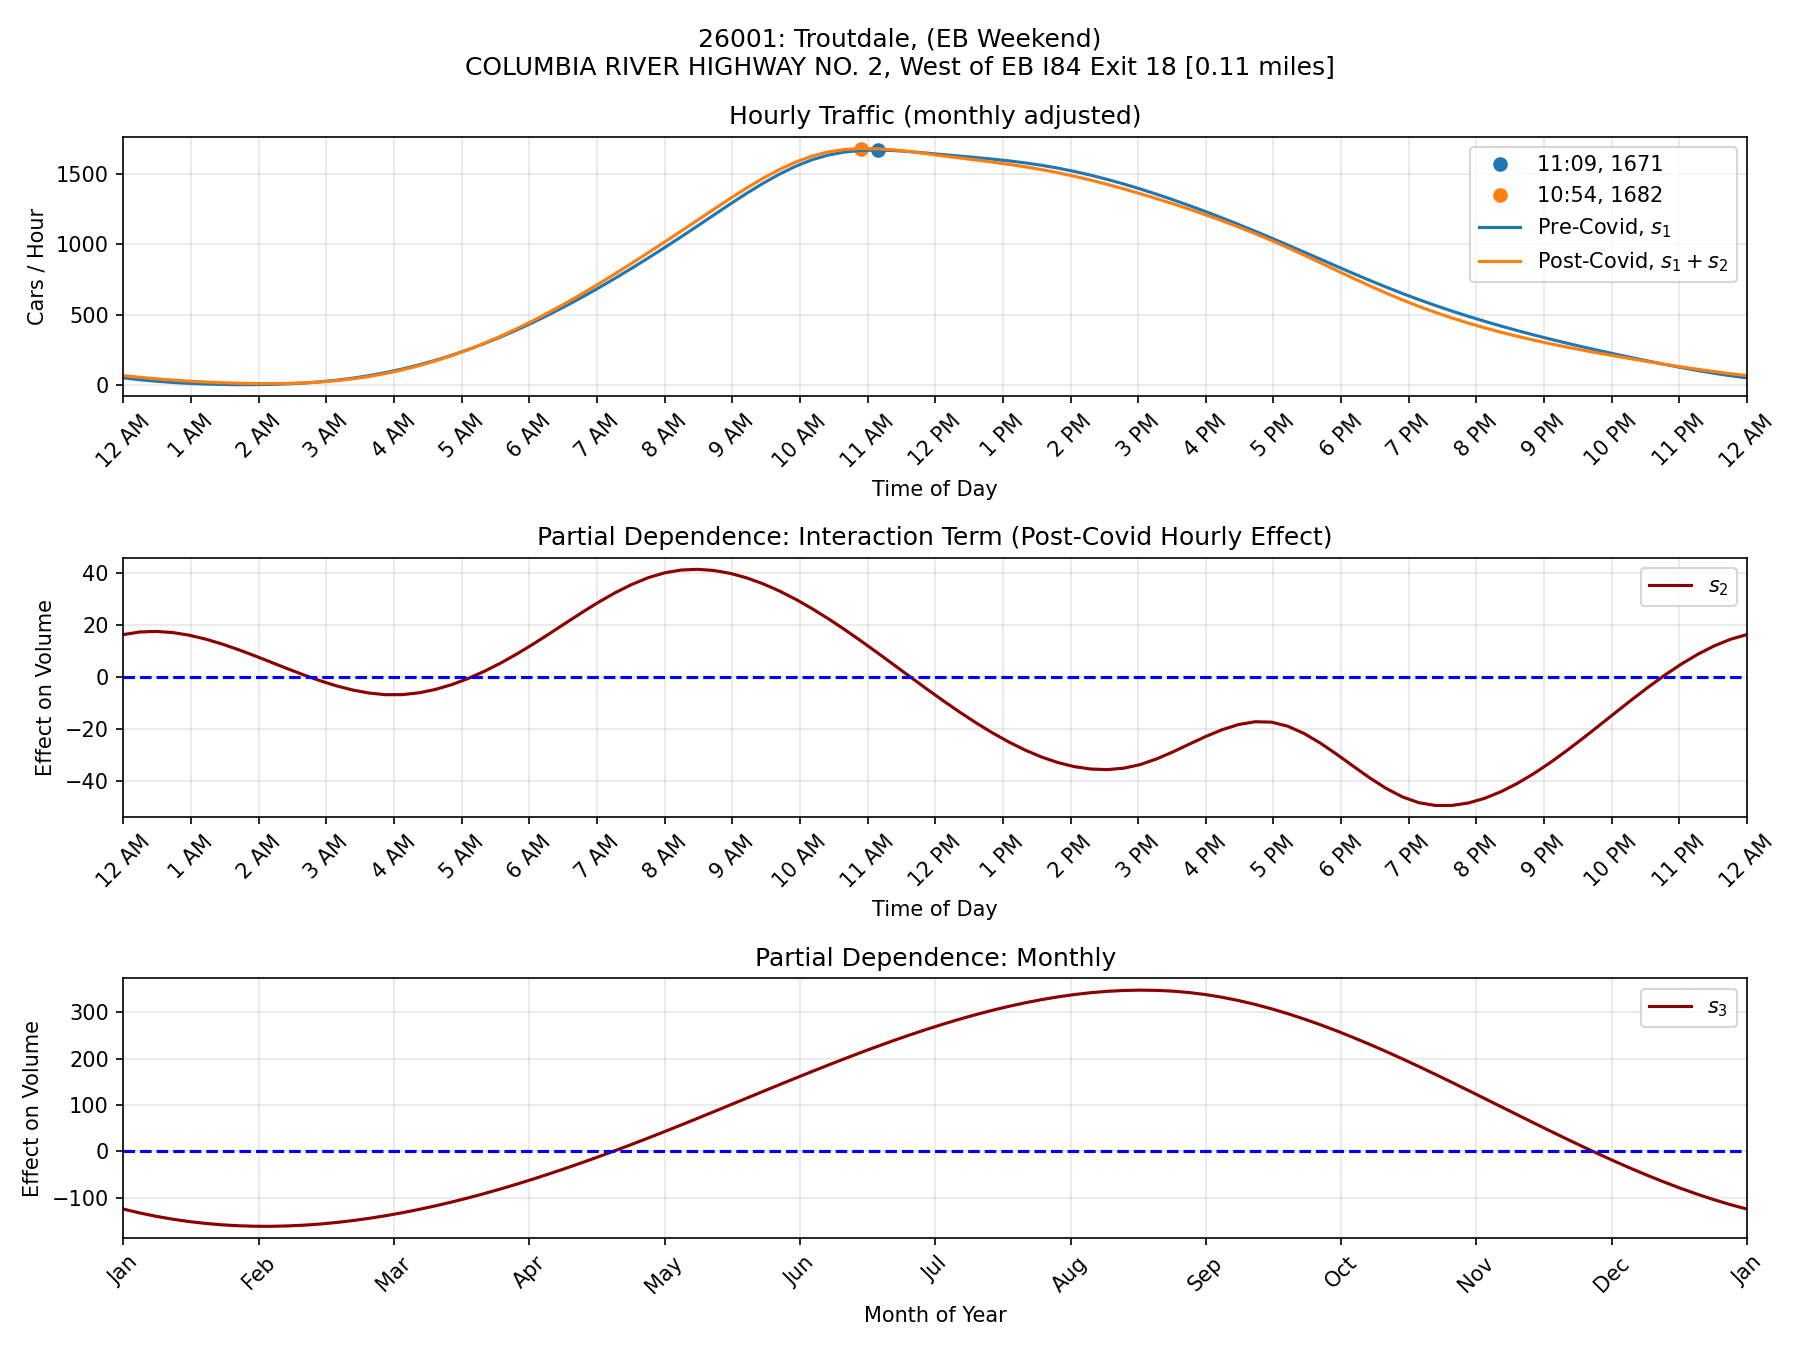 26001: Troutdale, (EB Weekend)
COLUMBIA RIVER HIGHWAY NO. 2, West of EB I84 Exit 18 [0.11 miles]
Hourly Traffic (monthly adjusted)
Cars / Hour
1500
1000
500
0
11:09, 1671
10:54, 1682
Pre-Covid, s₁
Post-Covid, s₁ + s₂
12 AM 1 AM 2 AM 3 AM 4 AM 5 AM 6 AM 7 AM 8 AM 9 AM 10 AM 11 AM 12 PM 1 PM 2 PM 3 PM 4 PM 5 PM 6 PM 7 PM 8 PM 9 PM 10 PM 11 PM 12 AM
Time of Day
Partial Dependence: Interaction Term (Post-Covid Hourly Effect)
Effect on Volume
40
20
0
−20
−40
s₂
12 AM 1 AM 2 AM 3 AM 4 AM 5 AM 6 AM 7 AM 8 AM 9 AM 10 AM 11 AM 12 PM 1 PM 2 PM 3 PM 4 PM 5 PM 6 PM 7 PM 8 PM 9 PM 10 PM 11 PM 12 AM
Time of Day
Partial Dependence: Monthly
Effect on Volume
300
200
100
0
−100
s₃
Jan Feb Mar Apr May Jun Jul Aug Sep Oct Nov Dec Jan
Month of Year